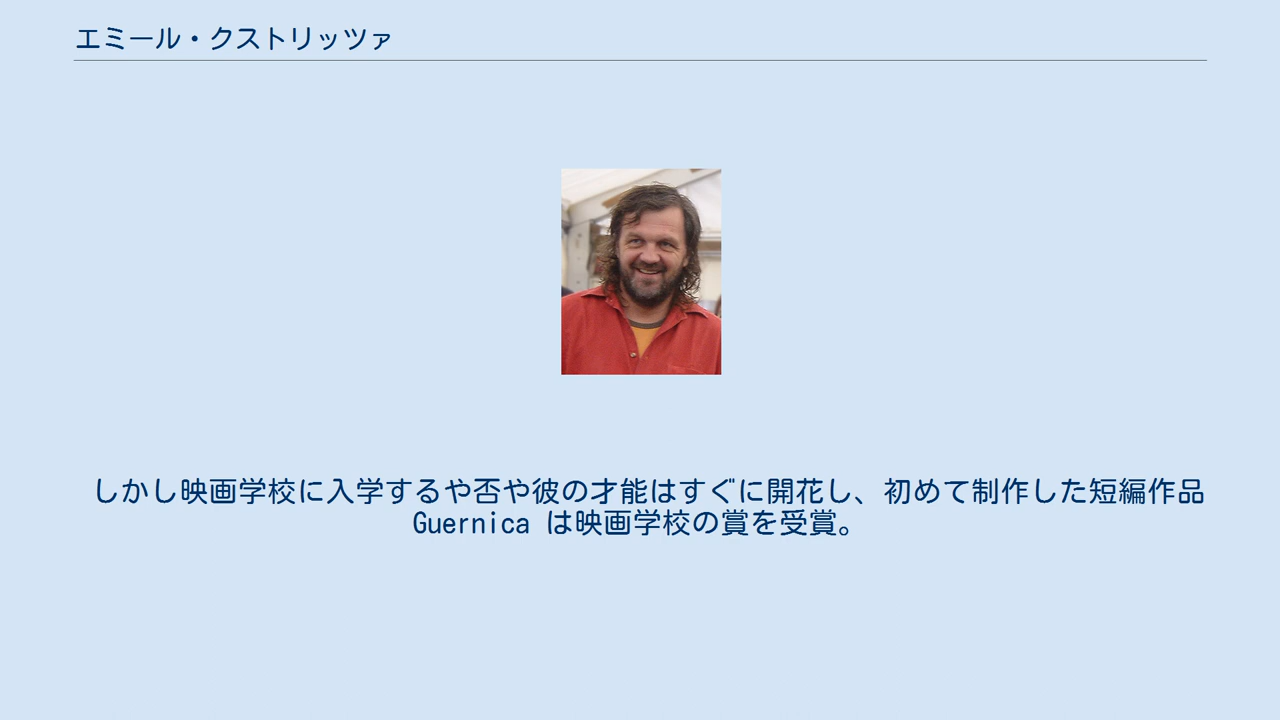 エミール・クストリッツァ
しかし映画学校に入学するや否や彼の才能はすぐに開花し、初めて制作した短編作品
Guernica は映画学校の賞を受賞。